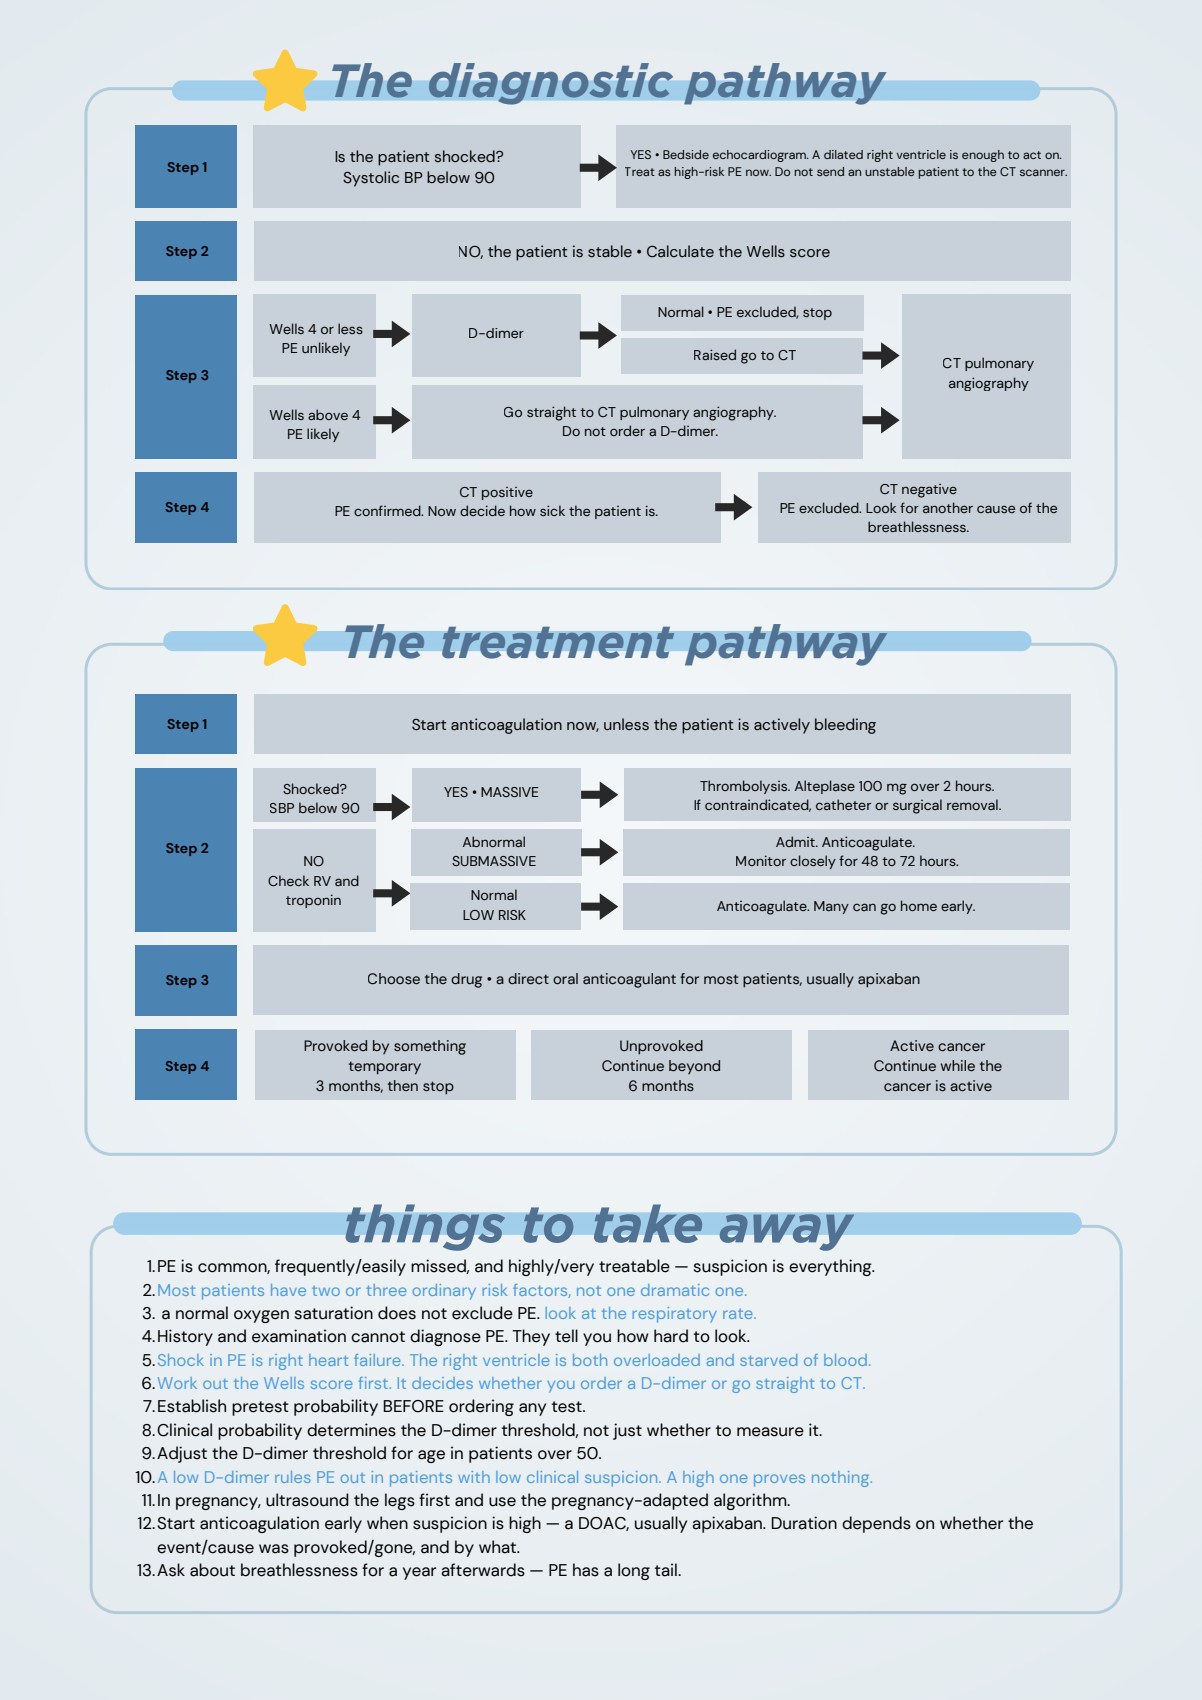 The diagnostic pathway
Step 1
Is the patient shocked?
Systolic BP below 90
YES • Bedside echocardiogram. A dilated right ventricle is enough to act on.
Treat as high-risk PE now. Do not send an unstable patient to the CT scanner.
Step 2
NO, the patient is stable • Calculate the Wells score
Step 3
Wells 4 or less
PE unlikely
D-dimer
Normal • PE excluded, stop
Raised go to CT
CT pulmonary
angiography
Wells above 4
PE likely
Go straight to CT pulmonary angiography.
Do not order a D-dimer.
Step 4
CT positive
PE confirmed. Now decide how sick the patient is.
CT negative
PE excluded. Look for another cause of the
breathlessness.
The treatment pathway
Step 1
Start anticoagulation now, unless the patient is actively bleeding
Step 2
Shocked?
SBP below 90
YES • MASSIVE
Thrombolysis. Alteplase 100 mg over 2 hours.
If contraindicated, catheter or surgical removal.
NO
Check RV and
troponin
Abnormal
SUBMASSIVE
Admit. Anticoagulate.
Monitor closely for 48 to 72 hours.
Normal
LOW RISK
Anticoagulate. Many can go home early.
Step 3
Choose the drug • a direct oral anticoagulant for most patients, usually apixaban
Step 4
Provoked by something
temporary
3 months, then stop
Unprovoked
Continue beyond
6 months
Active cancer
Continue while the
cancer is active
things to take away
1. PE is common, frequently/easily missed, and highly/very treatable — suspicion is everything.
2. Most patients have two or three ordinary risk factors, not one dramatic one.
3. a normal oxygen saturation does not exclude PE. look at the respiratory rate.
4. History and examination cannot diagnose PE. They tell you how hard to look.
5. Shock in PE is right heart failure. The right ventricle is both overloaded and starved of blood.
6. Work out the Wells score first. It decides whether you order a D-dimer or go straight to CT.
7. Establish pretest probability BEFORE ordering any test.
8. Clinical probability determines the D-dimer threshold, not just whether to measure it.
9. Adjust the D-dimer threshold for age in patients over 50.
10. A low D-dimer rules PE out in patients with low clinical suspicion. A high one proves nothing.
11. In pregnancy, ultrasound the legs first and use the pregnancy-adapted algorithm.
12. Start anticoagulation early when suspicion is high — a DOAC, usually apixaban. Duration depends on whether the
event/cause was provoked/gone, and by what.
13. Ask about breathlessness for a year afterwards — PE has a long tail.